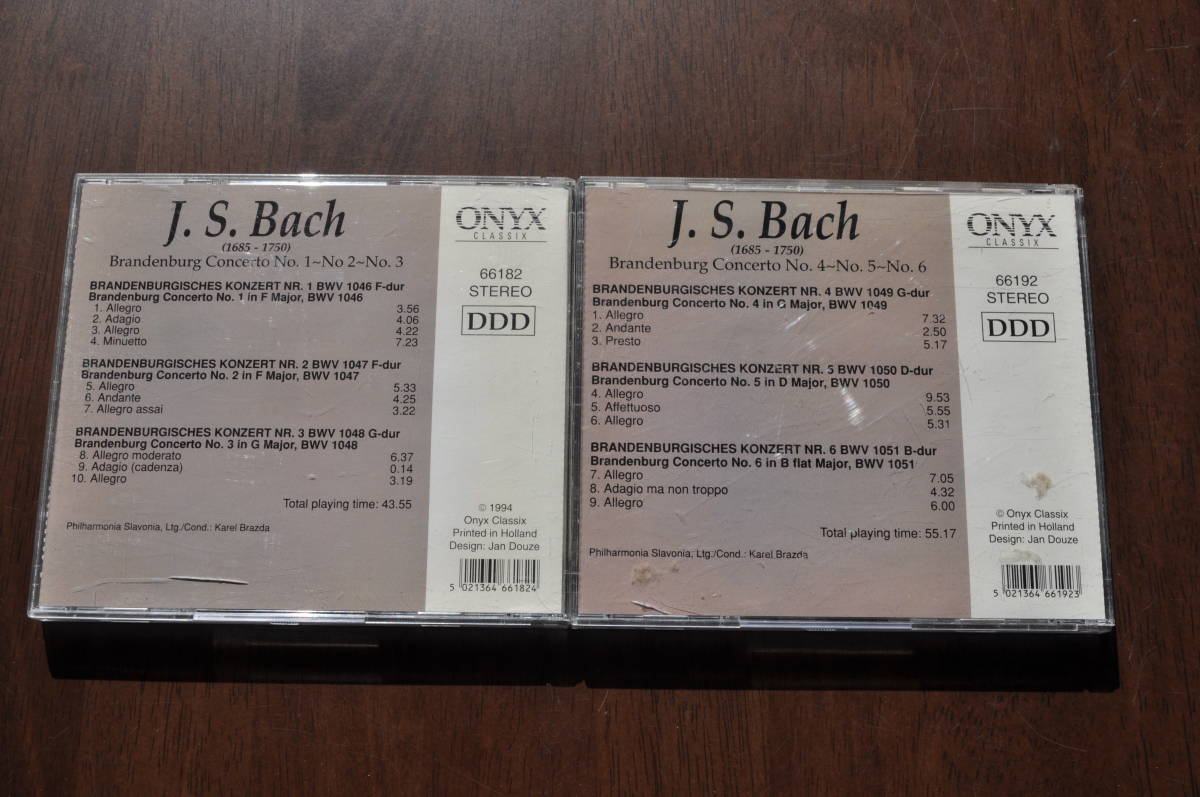 J. S. Bach
(1685 - 1750)
Brandenburg Concerto No. 1~No 2~No. 3
BRANDENBURGISCHES KONZERT NR. 1 BWV 1046 F-dur
Brandenburg Concerto No. 1 in F Major, BWV 1046
1. Allegro 3.56
2. Adagio 4.06
3. Allegro 4.22
4. Minuetto 7.23
BRANDENBURGISCHES KONZERT NR. 2 BWV 1047 F-dur
Brandenburg Concerto No. 2 in F Major, BWV 1047
5. Allegro 5.33
6. Andante 4.25
7. Allegro assai 3.22
BRANDENBURGISCHES KONZERT NR. 3 BWV 1048 G-dur
Brandenburg Concerto No. 3 in G Major, BWV 1048
8. Allegro moderato 6.37
9. Adagio (cadenza) 0.14
10. Allegro 3.19
Total playing time: 43.55
Philharmonia Slavonia, Ltg./Cond.: Karel Brazda
ONYX
CLASSIX
66182
STEREO
DDD
© 1994
Onyx Classix
Printed in Holland
Design: Jan Douze
5 021364 661824
J. S. Bach
(1685 - 1750)
Brandenburg Concerto No. 4~No. 5~No. 6
BRANDENBURGISCHES KONZERT NR. 4 BWV 1049 G-dur
Brandenburg Concerto No. 4 in G Major, BWV 1049
1. Allegro 7.32
2. Andante 2.50
3. Presto 5.17
BRANDENBURGISCHES KONZERT NR. 5 BWV 1050 D-dur
Brandenburg Concerto No. 5 in D Major, BWV 1050
4. Allegro 9.53
5. Affettuoso 5.55
6. Allegro 5.31
BRANDENBURGISCHES KONZERT NR. 6 BWV 1051 B-dur
Brandenburg Concerto No. 6 in B flat Major, BWV 1051
7. Allegro 7.05
8. Adagio ma non troppo 4.32
9. Allegro 6.00
Total playing time: 55.17
Philharmonia Slavonia, Ltg./Cond.: Karel Brazda
ONYX
CLASSIX
66192
STEREO
DDD
© Onyx Classix
Printed in Holland
Design: Jan Douze
5 021364 661923